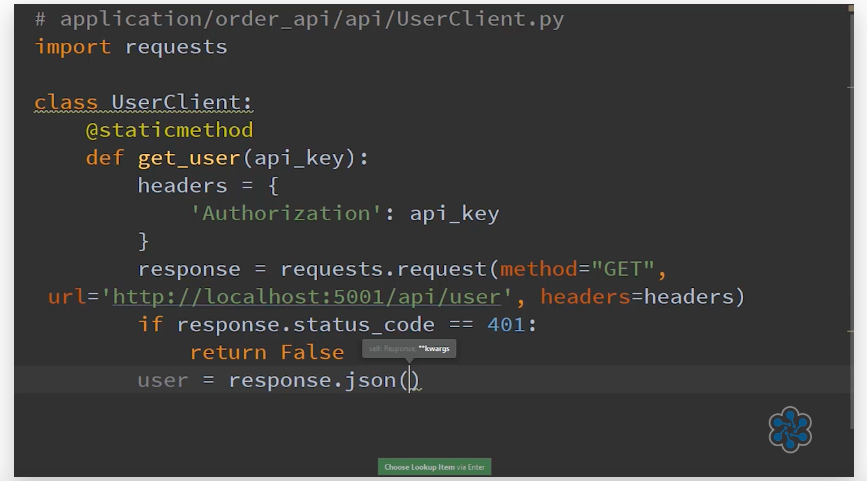 # application/order_api/api/UserClient.py
import requests
class UserClient:
@staticmethod
def get_user(api_key):
headers = {
'Authorization': api_key
}
response = requests.request(method="GET",
url='http://localhost:5001/api/user', headers=headers)
if response.status_code == 401:
return False
self: Response, **kwargs
user = response.json()
Choose Lookup Item via Enter